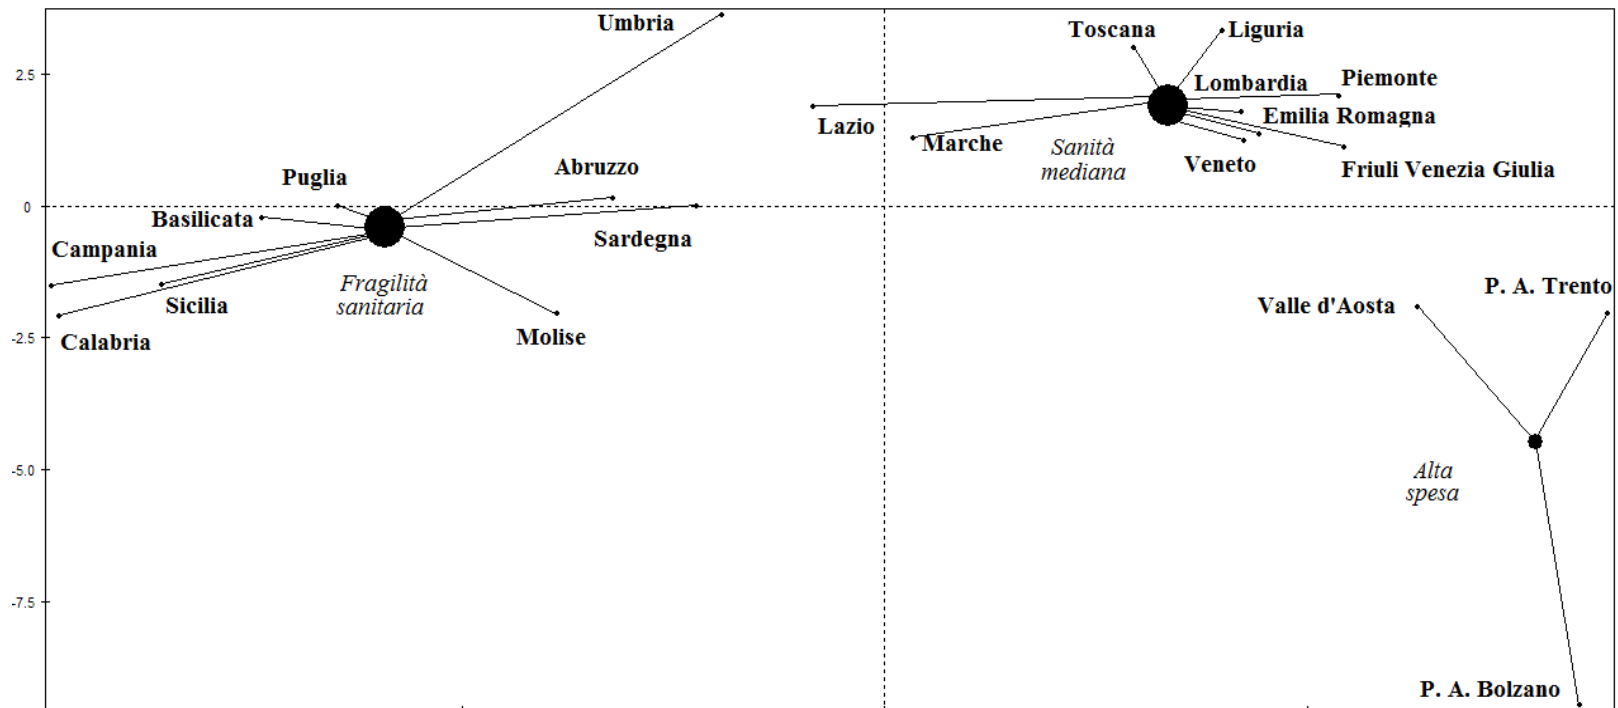 Umbria
Toscana
Liguria
2.5
Lombardia
Piemonte
Lazio
Emilia Romagna
Marche
Sanità
mediana
Veneto
Friuli Venezia Giulia
Puglia
Abruzzo
0
Basilicata
Sardegna
Campania
Fragilità
sanitaria
Sicilia
Valle d'Aosta
P. A. Trento
-2.5
Calabria
Molise
-5.0
Alta
spesa
-7.5
P. A. Bolzano